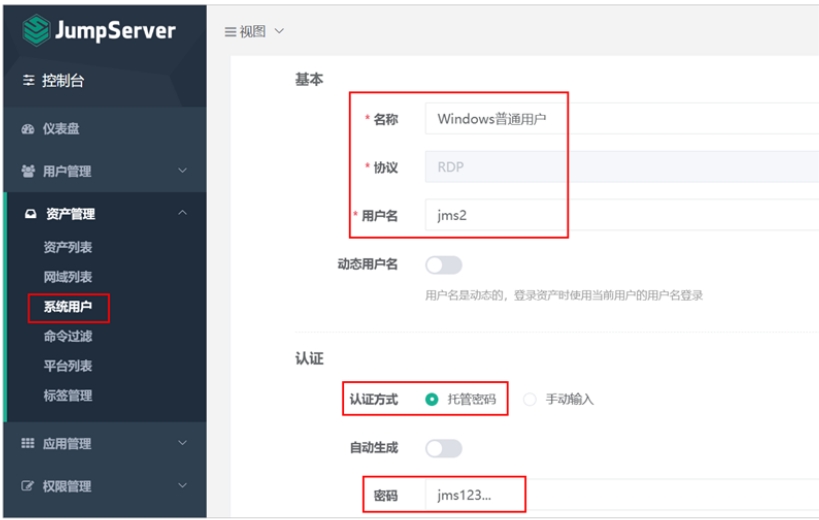 JumpServer
控制台
仪表盘
用户管理
资产管理
资产列表
网域列表
系统用户
命令过滤
平台列表
标签管理
应用管理
权限管理
视图
基本
* 名称 Windows普通用户
* 协议 RDP
* 用户名 jms2
动态用户名
用户名是动态的，登录资产时使用当前用户的用户名登录
认证
认证方式 托管密码 手动输入
自动生成
密码 jms123...